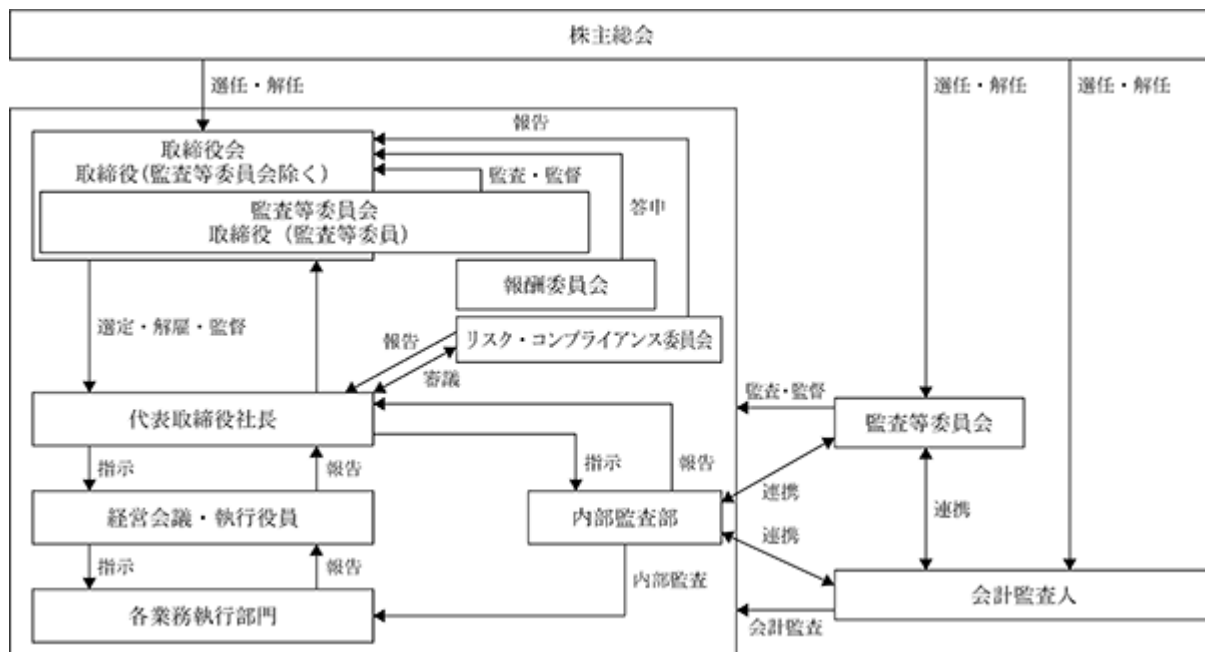 株主総会
選任・解任
選任・解任
選任・解任
報告
取締役会
取締役(監査等委員会除く)
監査・監督
監査等委員会
取締役（監査等委員）
答申
報酬委員会
選定・解雇・監督
報告
リスク・コンプライアンス委員会
審議
代表取締役社長
監査・監督
監査等委員会
指示
報告
指示
報告
連携
連携
経営会議・執行役員
内部監査部
連携
指示
報告
内部監査
会計監査人
各業務執行部門
会計監査